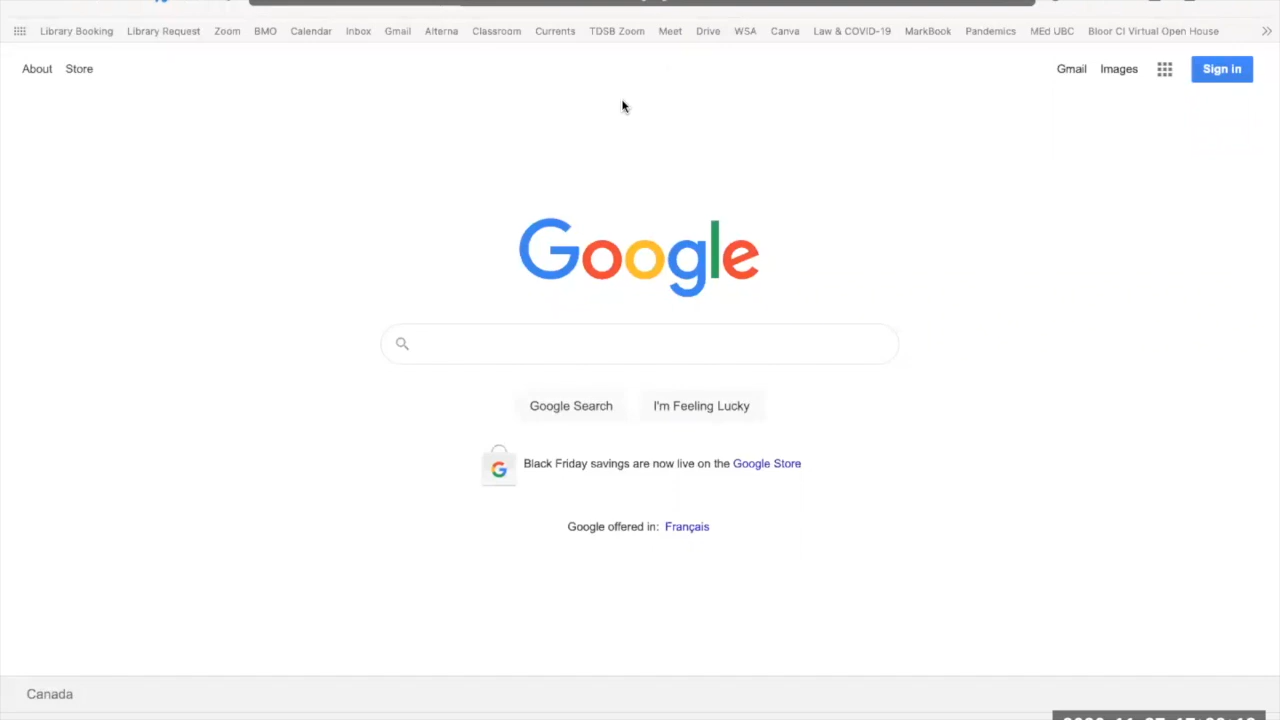 Library Booking Library Request Zoom BMO Calendar Inbox Gmail Alterna Classroom Currents TDSB Zoom Meet Drive WSA Canva Law & COVID-19 MarkBook Pandemics MEd UBC Bloor CI Virtual Open House
About Store Gmail Images Sign in
Google
Google Search I'm Feeling Lucky
G Black Friday savings are now live on the Google Store
Google offered in: Français
Canada